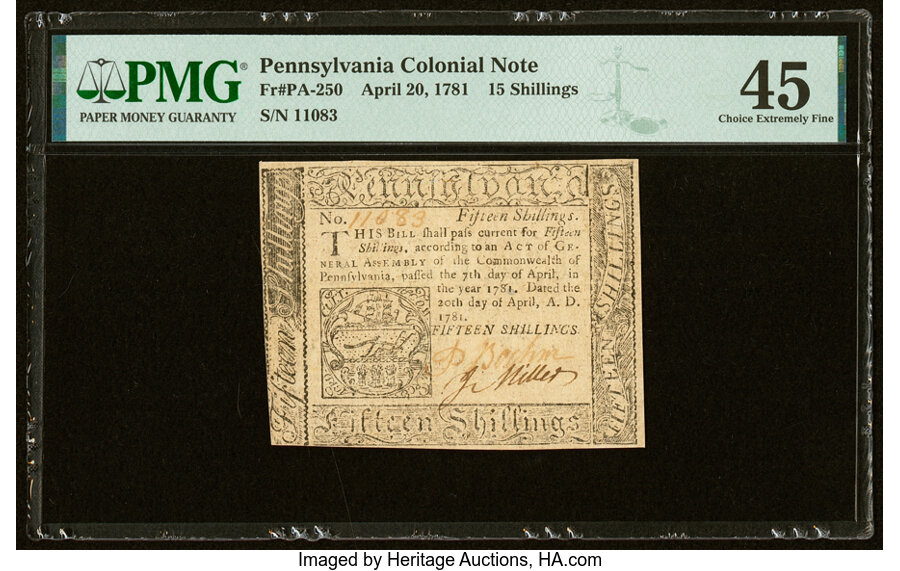 PMG®
PAPER MONEY GUARANTY
Pennsylvania Colonial Note
Fr#PA-250 April 20, 1781 15 Shillings
S/N 11083
45
Choice Extremely Fine
Pennsylvania
Fifteen Shillings
No. 11083 Fifteen Shillings.
THIS BILL ſhall paſs current for Fifteen
Shillings, according to an ACT of GE-
NERAL ASSEMBLY of the Commonwealth of
Pennſylvania, paſſed the 7th day of April, in
the year 1781. Dated the
20th day of April, A. D.
1781.
FIFTEEN SHILLINGS
Miller
Fifteen Shillings
FIFTEEN SHILLINGS
Imaged by Heritage Auctions, HA.com